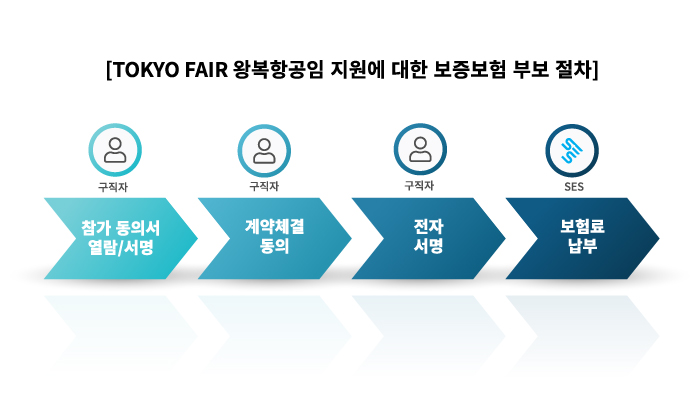 [TOKYO FAIR 왕복항공임 지원에 대한 보증보험 부보 절차]
구직자
구직자
구직자
SES
참가 동의서
열람/서명
계약체결
동의
전자
서명
보험료
납부